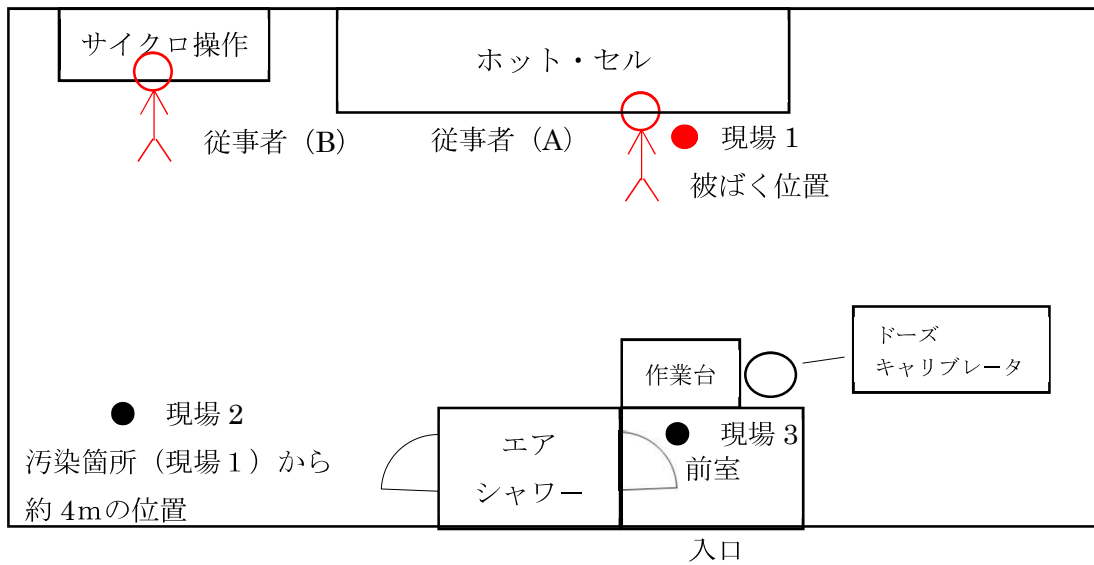 サイクロ操作
ホット・セル
従事者（B）
従事者（A）
現場 1
被ばく位置
ドーズ
キャリブレータ
作業台
現場 2
汚染箇所（現場 1 ）から
約 4mの位置
エア
シャワー
現場 3
前室
入口